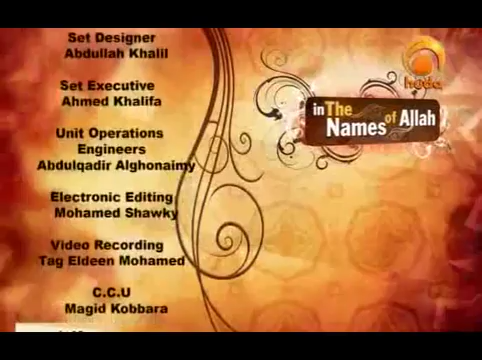 Set Designer
Abdullah Khalil
Set Executive
Ahmed Khalifa
Unit Operations
Engineers
Abdulqadir Alghonaimy
Electronic Editing
Mohamed Shawky
Video Recording
Tag Eldeen Mohamed
C.C.U
Magid Kobbara
huda
in The
Names of Allah